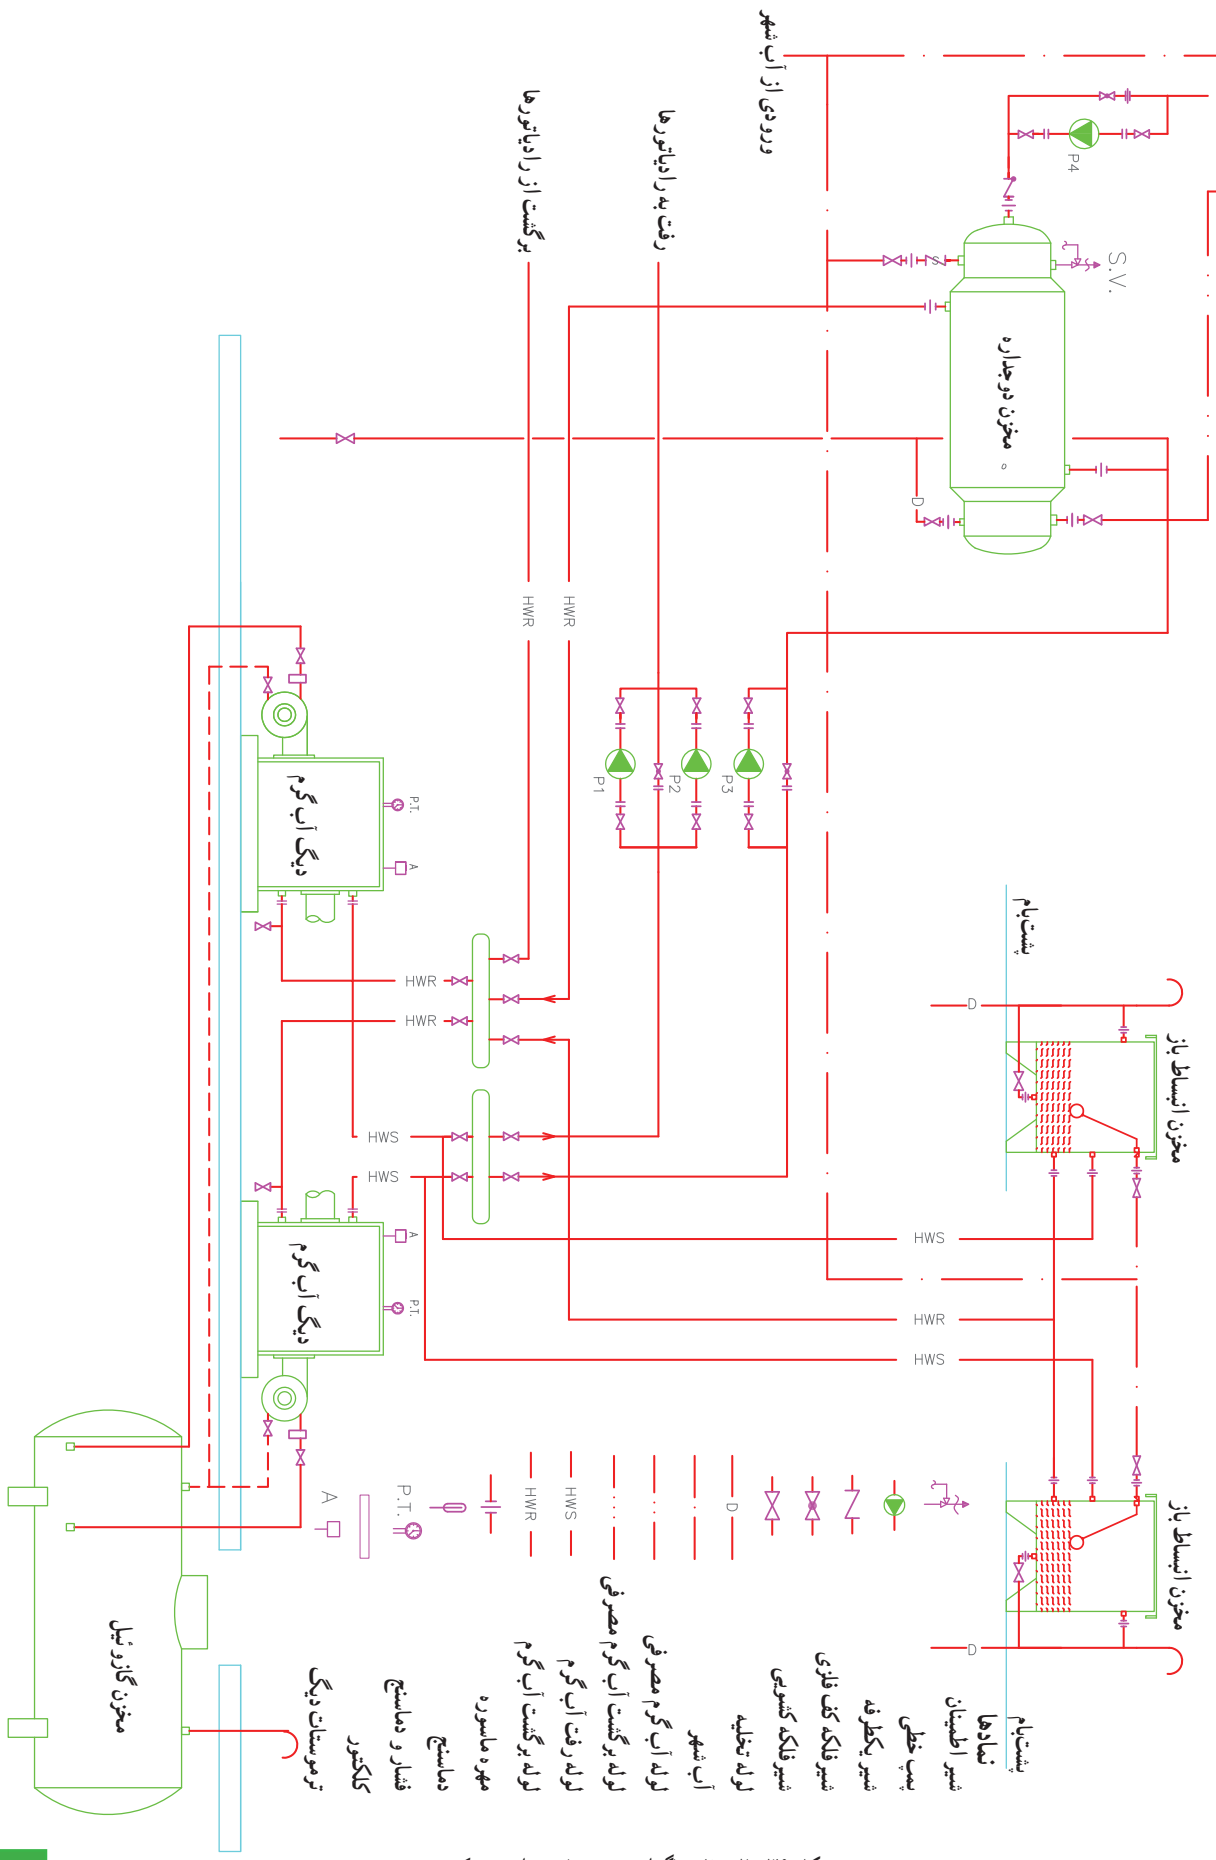 ورودی از آب شهر
رفت به رادیاتورها
برگشت از رادیاتورها
P4
S.V.
S
مخزن دوجداره
D
HWR
HWR
P1
P2
P3
دیگ آب گرم
P.T.
A
HWR
HWR
HWS
HWS
دیگ آب گرم
A
P.T.
پشت‌بام
D
مخزن انبساط باز
HWS
HWR
HWS
مخزن انبساط باز
D
پشت‌بام
مخزن گازوئیل
نمادها
شیر اطمینان
پمپ خطی
شیر یکطرفه
شیر فلکه کف فلزی
شیر فلکه کشویی
D لوله تخلیه
آب شهر
لوله آب گرم مصرفی
لوله برگشت آب گرم مصرفی
HWS لوله رفت آب گرم
HWR لوله برگشت آب گرم
مهره ماسوره
دماسنج
P.T. فشار و دماسنج
کلکتور
A ترموستات دیگ